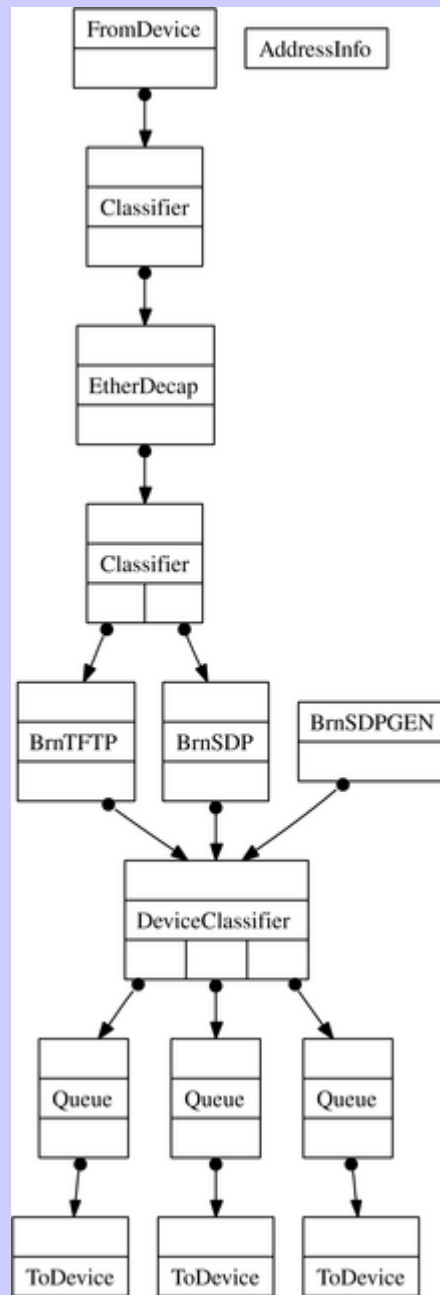 FromDevice
AddressInfo
Classifier
EtherDecap
Classifier
BrnTFTP
BrnSDP
BrnSDPGEN
DeviceClassifier
Queue
Queue
Queue
ToDevice
ToDevice
ToDevice